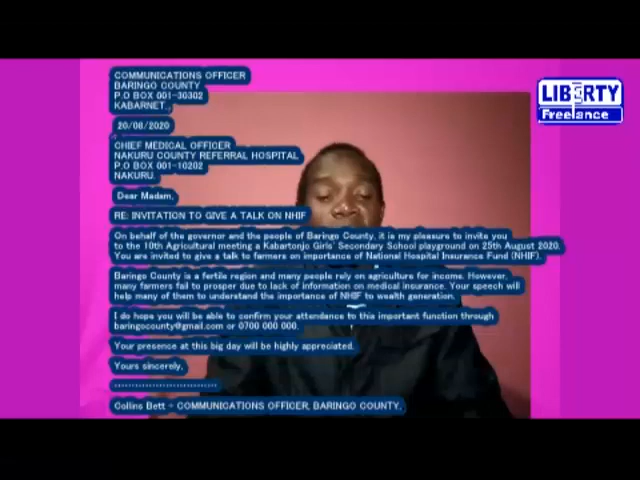 COMMUNICATIONS OFFICER
BARINGO COUNTY
P.O BOX 001-30302
KABARNET.,
20/08/2020
CHIEF MEDICAL OFFICER
NAKURU COUNTY REFERRAL HOSPITAL
P.O BOX 001-10202
NAKURU.
Dear Madam,
RE: INVITATION TO GIVE A TALK ON NHIF
On behalf of the governor and the people of Baringo County, it is my pleasure to invite you
to the 10th Agricultural meeting a Kabartonjo Girls' Secondary School playground on 25th August 2020.
You are invited to give a talk to farmers on importance of National Hospital Insurance Fund (NHIF).
Baringo County is a fertile region and many people rely on agriculture for income. However,
many farmers fail to prosper due to lack of information on medical insurance. Your speech will
help many of them to understand the importance of NHIF to wealth generation.
I do hope you will be able to confirm your attendance to this important function through
baringocounty@gmail.com or 0700 000 000.
Your presence at this big day will be highly appreciated.
Yours sincerely,
Collins Bett - COMMUNICATIONS OFFICER, BARINGO COUNTY.
LIBERTY
Freelance